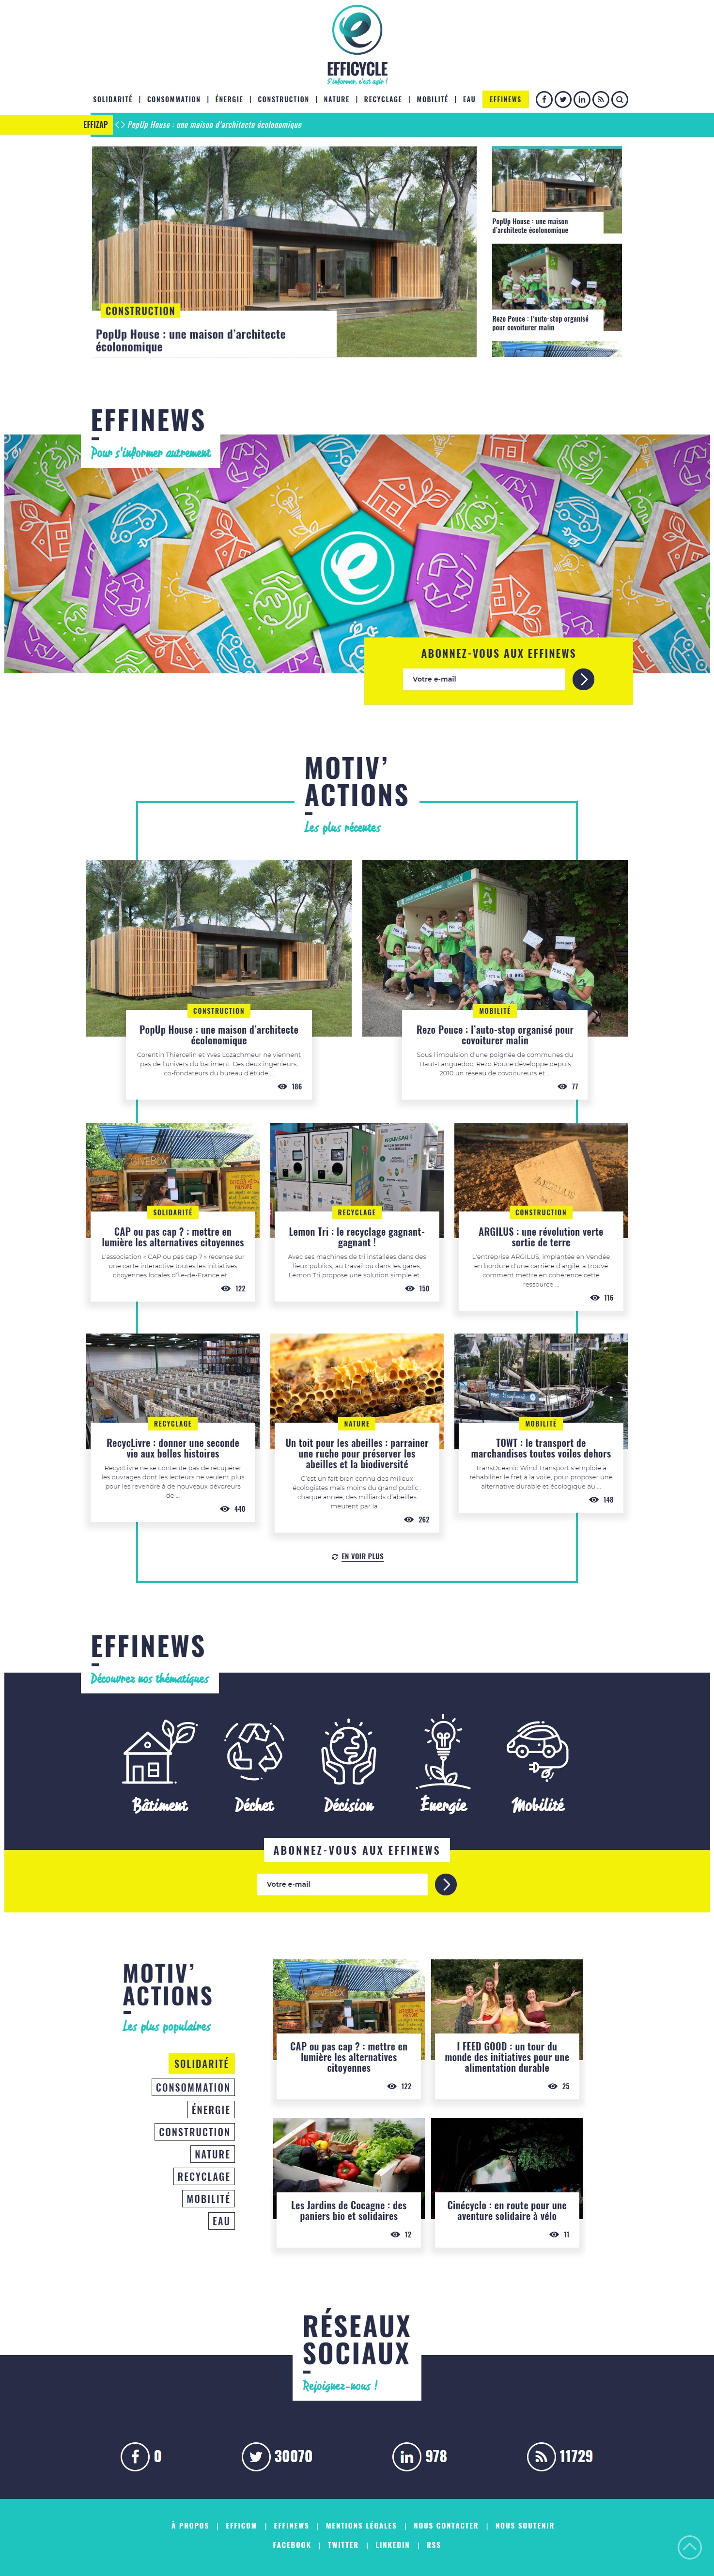 EFFICYCLE
S'informer, c'est agir !
SOLIDARITÉ | CONSOMMATION | ÉNERGIE | CONSTRUCTION | NATURE | RECYCLAGE | MOBILITÉ | EAU EFFINEWS
EFFIZAP <> PopUp House : une maison d'architecte écolonomique
CONSTRUCTION
PopUp House : une maison d'architecte
écolonomique
PopUp House : une maison
d'architecte écolonomique
Rezo Pouce : l'auto-stop organisé
pour covoiturer malin
EFFINEWS
Pour s'informer autrement
ABONNEZ-VOUS AUX EFFINEWS
Votre e-mail
MOTIV'
ACTIONS
Les plus récentes
CONSTRUCTION
PopUp House : une maison d'architecte
écolonomique
Corentin Thiercelin et Yves Lozachmeur ne viennent
pas de l'univers du bâtiment. Ces deux ingénieurs,
co-fondateurs du bureau d'étude ...
186
MOBILITÉ
Rezo Pouce : l'auto-stop organisé pour
covoiturer malin
Sous l'impulsion d'une poignée de communes du
Haut-Languedoc, Rezo Pouce développe depuis
2010 un réseau de covoitureurs et ...
77
GIVEBOX
SOLIDARITÉ
CAP ou pas cap ? : mettre en
lumière les alternatives citoyennes
L'association « CAP ou pas cap ? » recense sur
une carte interactive toutes les initiatives
citoyennes locales d'Île-de-France et ...
122
NOUVEAU !
RECYCLAGE
Lemon Tri : le recyclage gagnant-
gagnant !
Avec ses machines de tri installées dans des
lieux publics, au travail ou dans les gares,
Lemon Tri propose une solution simple et ...
150
ARGILUS
CONSTRUCTION
ARGILUS : une révolution verte
sortie de terre
L'entreprise ARGILUS, implantée en Vendée
en bordure d'une carrière d'argile, a trouvé
comment mettre en cohérence cette
ressource ...
116
RECYCLAGE
RecycLivre : donner une seconde
vie aux belles histoires
RecycLivre ne se contente pas de récupérer
les ouvrages dont les lecteurs ne veulent plus
pour les revendre à de nouveaux dévoreurs
de ...
440
NATURE
Un toit pour les abeilles : parrainer
une ruche pour préserver les
abeilles et la biodiversité
C'est un fait bien connu des milieux
écologistes mais moins du grand public :
chaque année, des milliards d'abeilles
meurent par la ...
262
MOBILITÉ
TOWT : le transport de
marchandises toutes voiles dehors
TransOceanic Wind Transport s'emploie à
réhabiliter le fret à la voile, pour proposer une
alternative durable et écologique au ...
148
EN VOIR PLUS
EFFINEWS
Découvrez nos thématiques
Bâtiment Déchet Décision Énergie Mobilité
ABONNEZ-VOUS AUX EFFINEWS
Votre e-mail
MOTIV'
ACTIONS
Les plus populaires
SOLIDARITÉ
CONSOMMATION
ÉNERGIE
CONSTRUCTION
NATURE
RECYCLAGE
MOBILITÉ
EAU
GIVEBOX
CAP ou pas cap ? : mettre en
lumière les alternatives
citoyennes
122
I FEED GOOD : un tour du
monde des initiatives pour une
alimentation durable
25
Les Jardins de Cocagne : des
paniers bio et solidaires
12
Cinécyclo : en route pour une
aventure solidaire à vélo
11
RÉSEAUX
SOCIAUX
Rejoignez-nous !
0 30070 978 11729
À PROPOS | EFFICOM | EFFINEWS | MENTIONS LÉGALES | NOUS CONTACTER | NOUS SOUTENIR
FACEBOOK | TWITTER | LINKEDIN | RSS